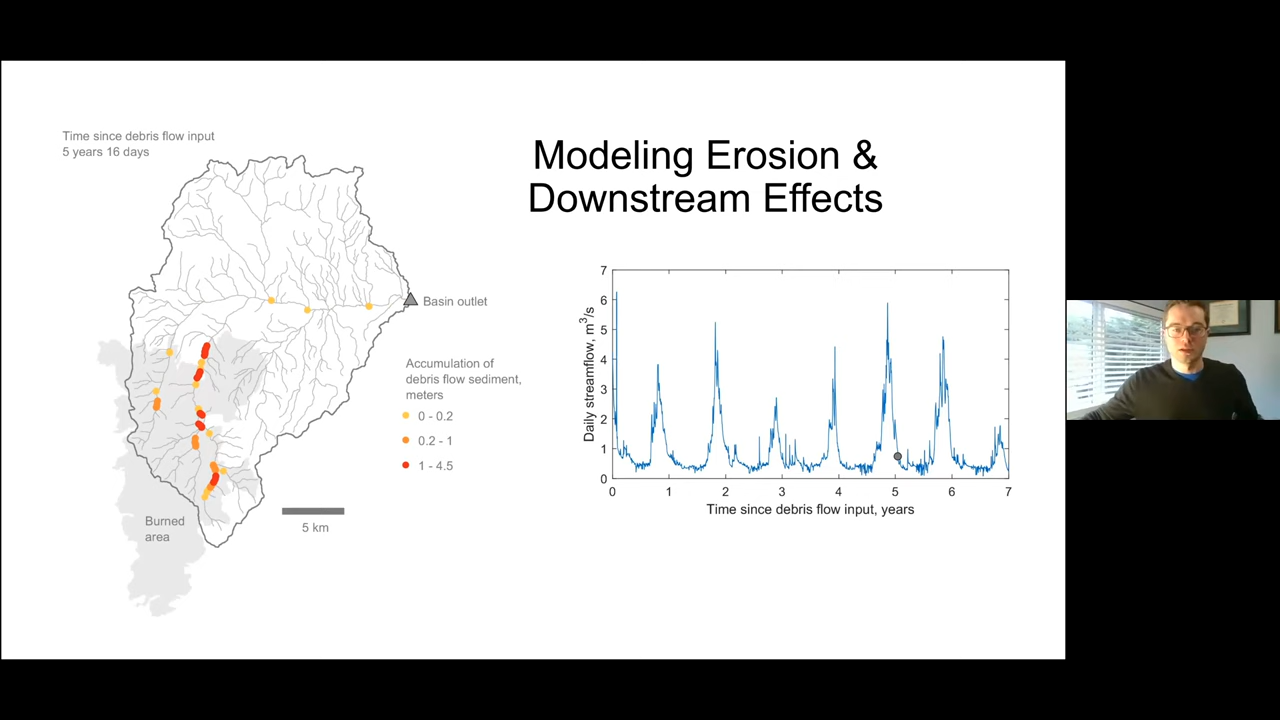 Time since debris flow input
5 years 16 days
Modeling Erosion &
Downstream Effects
Basin outlet
Accumulation of
debris flow sediment,
meters
0 - 0.2
0.2 - 1
1 - 4.5
Burned
area
5 km
Daily streamflow, m³/s
7
6
5
4
3
2
1
0
0 1 2 3 4 5 6 7
Time since debris flow input, years